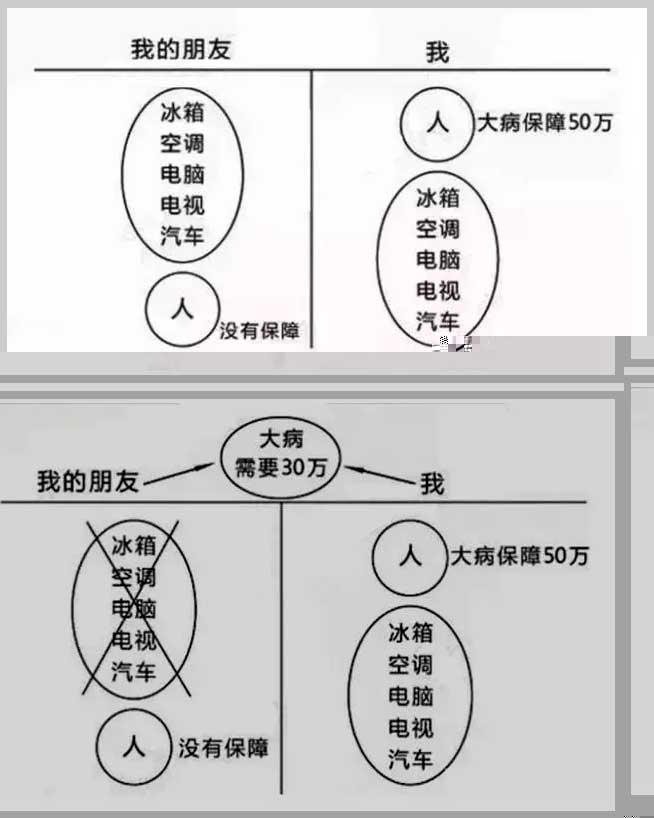 我的朋友
我
冰箱
空调
电脑
电视
汽车
人
没有保障
人
大病保障50万
冰箱
空调
电脑
电视
汽车
大病
需要30万
我的朋友
我
冰箱
空调
电脑
电视
汽车
人
没有保障
人
大病保障50万
冰箱
空调
电脑
电视
汽车